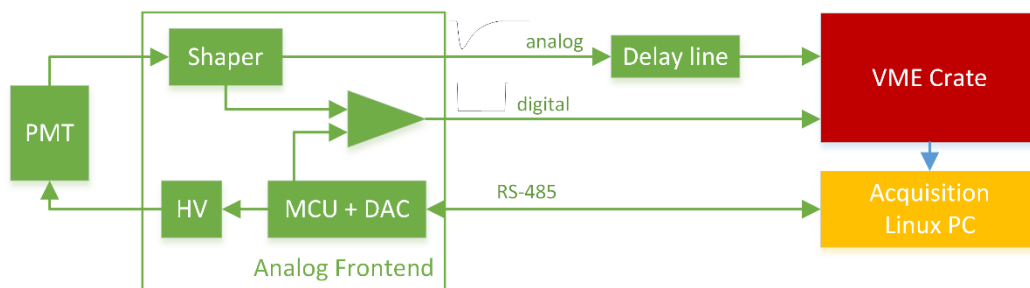 Shaper
analog
Delay line
VME Crate
digital
PMT
RS-485
HV
MCU + DAC
Acquisition
Linux PC
Analog Frontend